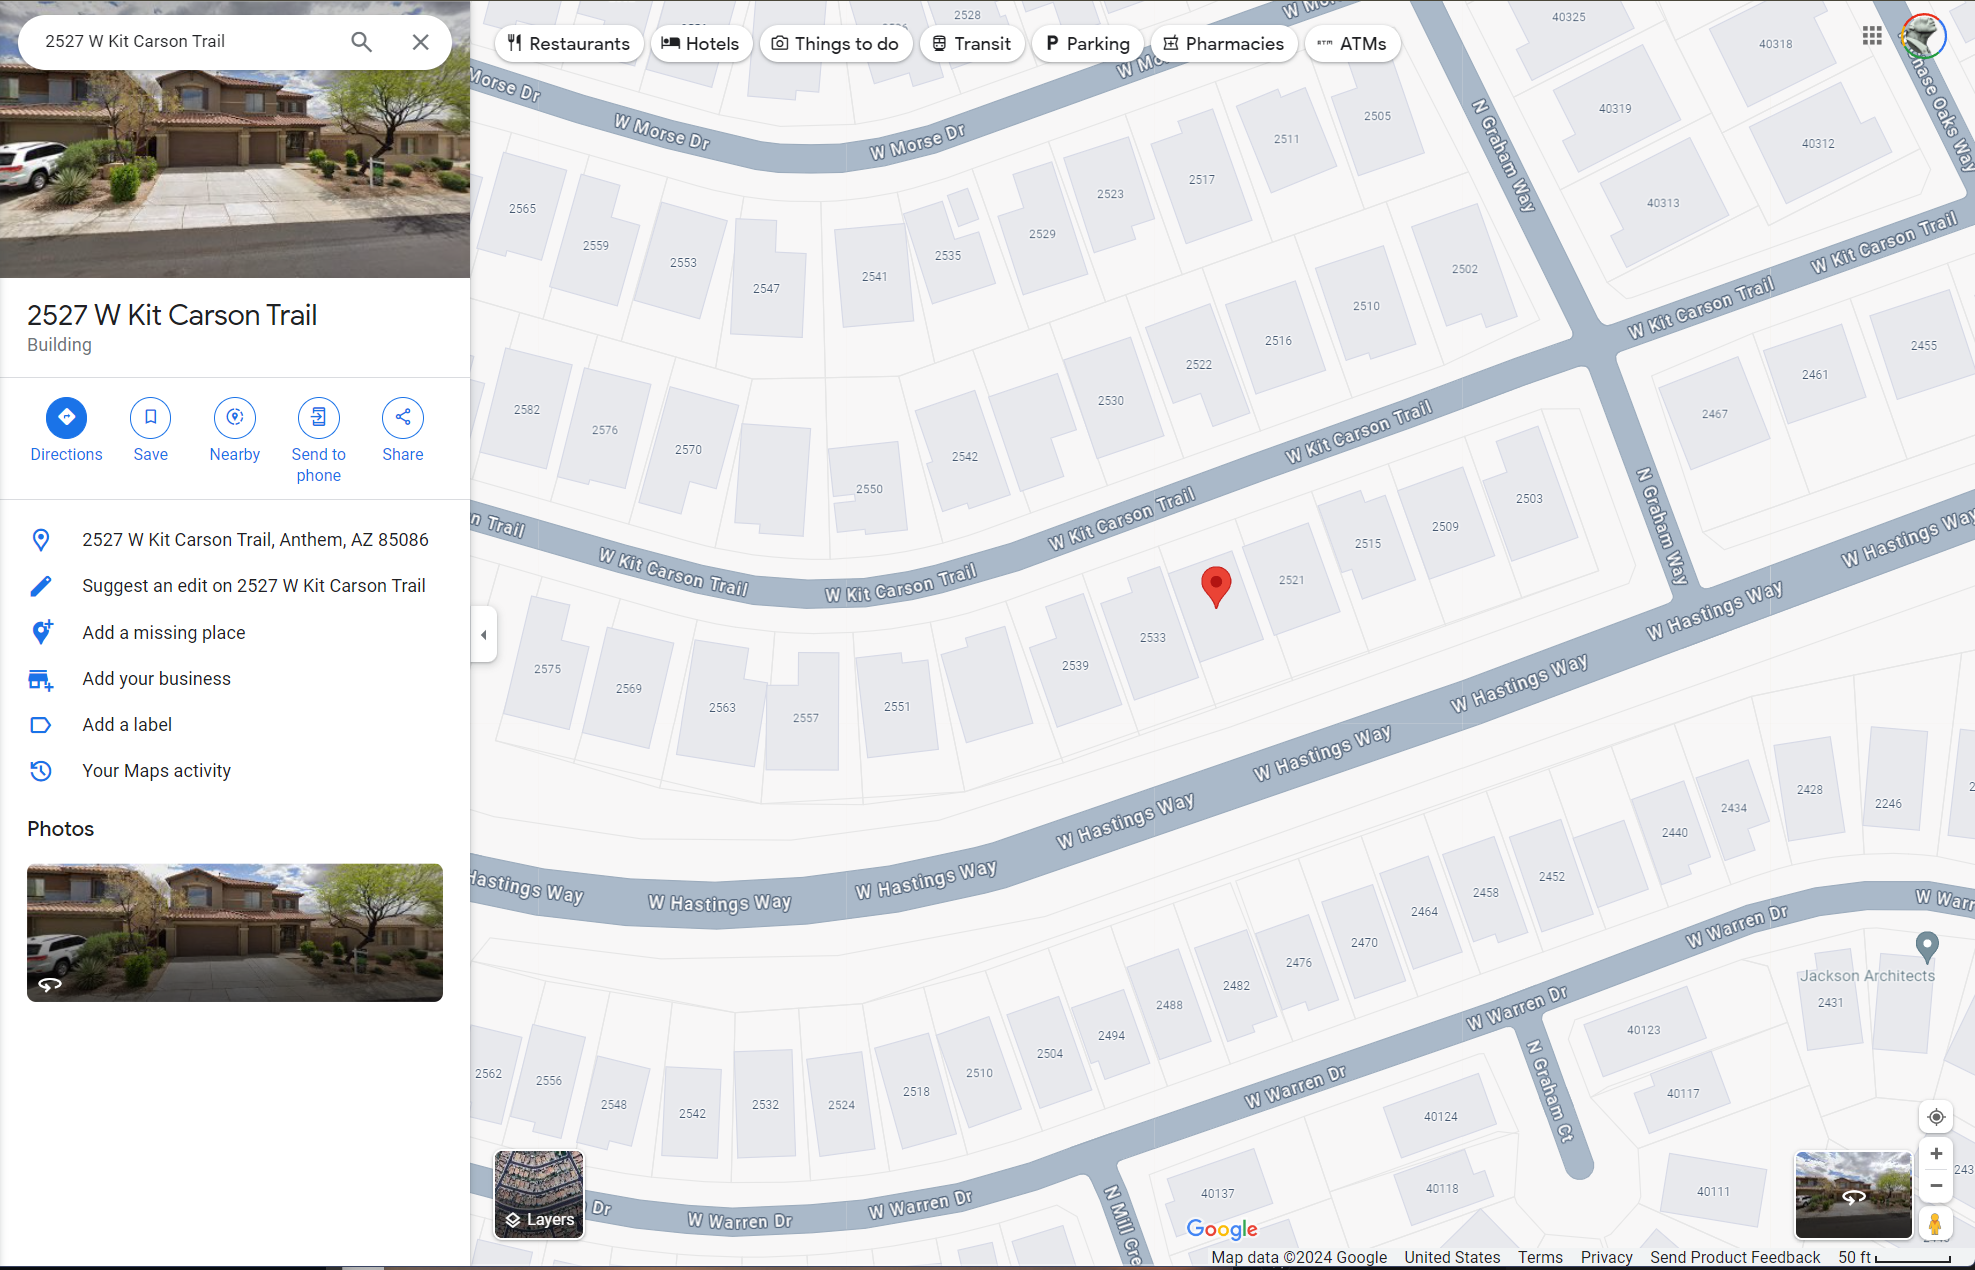 2527 W Kit Carson Trail
Restaurants
Hotels
Things to do
Transit
Parking
Pharmacies
ATMs
2527 W Kit Carson Trail
Building
Directions
Save
Nearby
Send to phone
Share
2527 W Kit Carson Trail, Anthem, AZ 85086
Suggest an edit on 2527 W Kit Carson Trail
Add a missing place
Add your business
Add a label
Your Maps activity
Photos
2528
40325
40318
40319
40312
40313
2505
2511
2517
2523
2529
2535
2541
2547
2553
2559
2565
Morse Dr
W Morse Dr
W Morse Dr
N Graham Way
W Kit Carson Trail
W Kit Carson Trail
2502
2510
2516
2522
2530
2542
2550
2570
2576
2582
2455
2461
2467
W Kit Carson Trail
W Kit Carson Trail
W Kit Carson Trail
W Kit Carson Trail
n Trail
N Graham Way
2503
2509
2515
2521
2533
2539
2551
2557
2563
2569
2575
W Hastings Way
W Hastings Way
W Hastings Way
W Hastings Way
W Hastings Way
W Hastings Way
W Hastings Way
Hastings Way
2428
2246
2434
2440
2452
2458
2464
2470
2476
2482
2488
2494
2504
2510
2518
2524
2532
2542
2548
2556
2562
W Warren Dr
W Warren Dr
W Warren Dr
W Warren Dr
W Warren Dr
Dr
N Graham Ct
Jackson Architects
2431
40123
40117
40124
40118
40111
40137
Layers
Google
Map data ©2024 Google
United States
Terms
Privacy
Send Product Feedback
50 ft